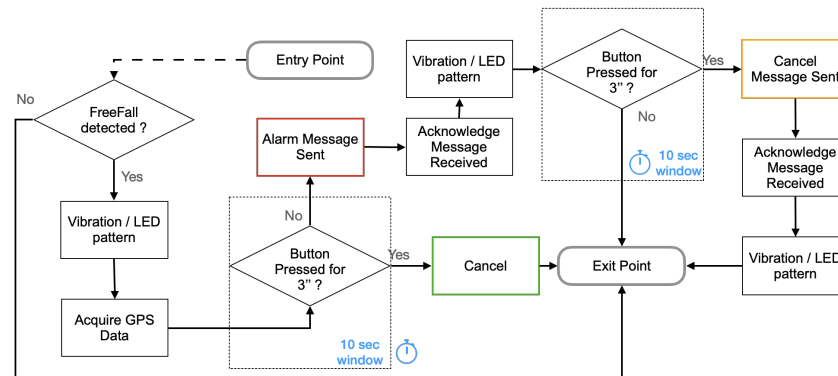 Entry Point
No
FreeFall
detected ?
Yes
Vibration / LED
pattern
Acquire GPS
Data
Alarm Message
Sent
No
Button
Pressed for
3" ?
Yes
10 sec
window
Cancel
Acknowledge
Message
Received
Vibration / LED
pattern
Button
Pressed for
3" ?
Yes
No
10 sec
window
Cancel
Message Sent
Acknowledge
Message
Received
Vibration / LED
pattern
Exit Point